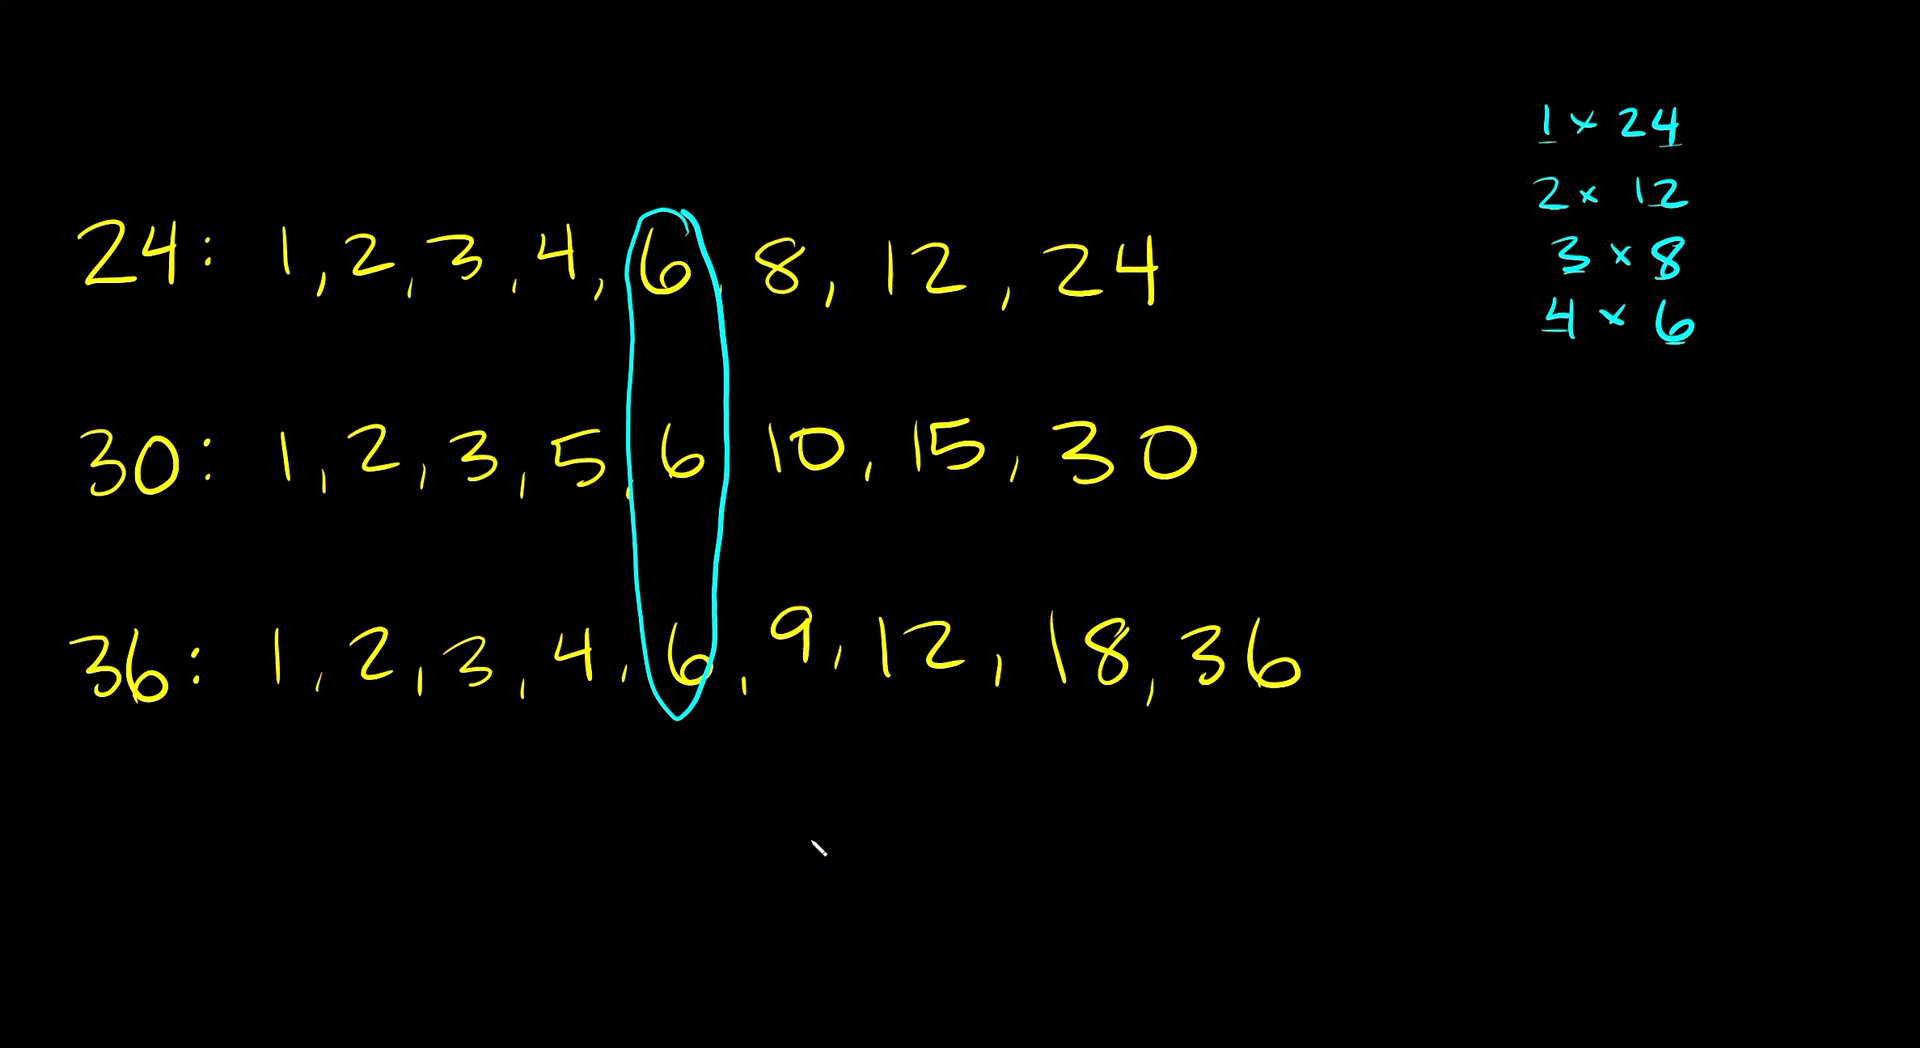 1 × 24
2 × 12
3 × 8
4 × 6
24: 1, 2, 3, 4, 6, 8, 12, 24
30: 1, 2, 3, 5, 6 10, 15, 30
36: 1, 2, 3, 4, 6, 9, 12, 18, 36